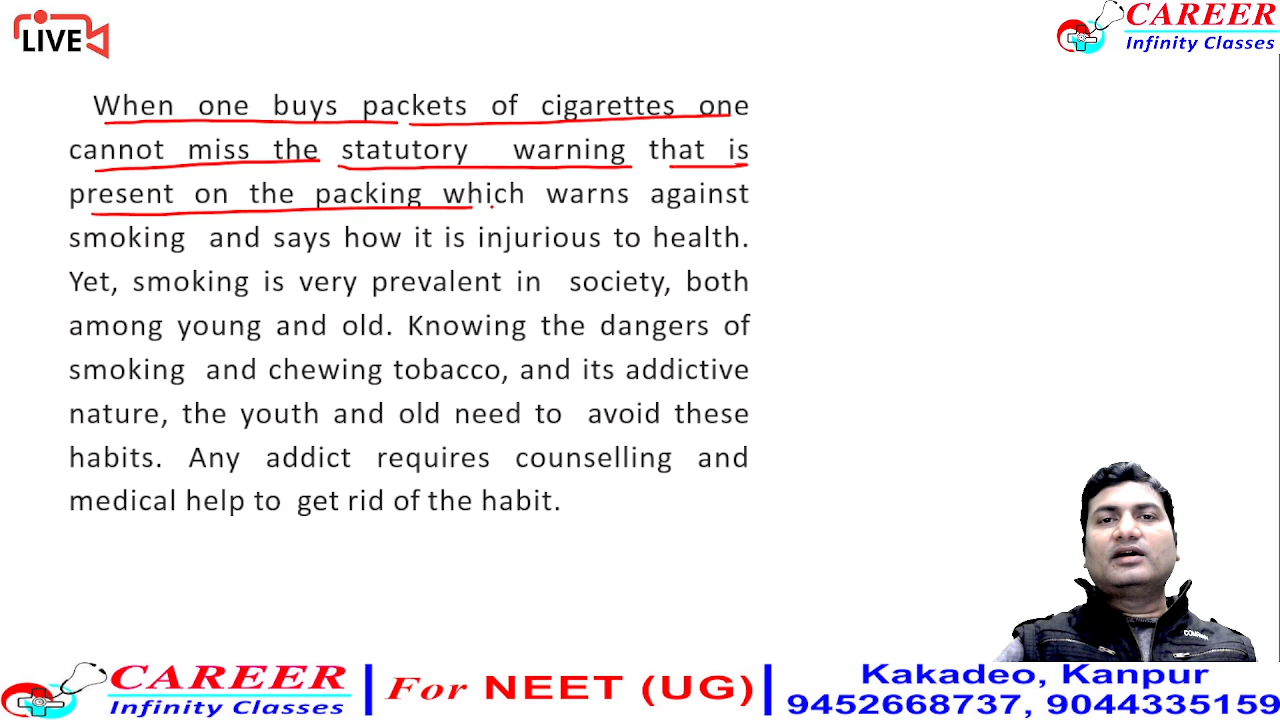 LIVE
CAREER
Infinity Classes
When one buys packets of cigarettes one
cannot miss the statutory warning that is
present on the packing which warns against
smoking and says how it is injurious to health.
Yet, smoking is very prevalent in society, both
among young and old. Knowing the dangers of
smoking and chewing tobacco, and its addictive
nature, the youth and old need to avoid these
habits. Any addict requires counselling and
medical help to get rid of the habit.
CAREER
Infinity Classes
For NEET (UG)
Kakadeo, Kanpur
9452668737, 9044335159